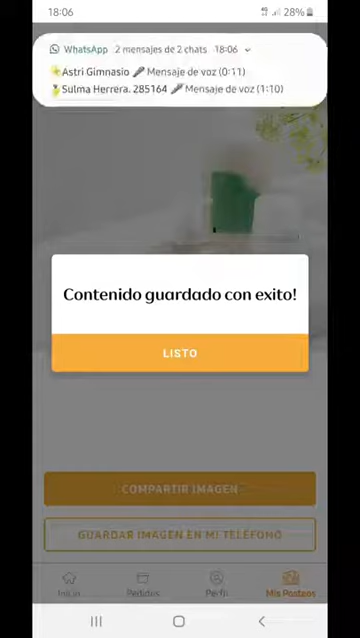 18:06
28%
WhatsApp 2 mensajes de 2 chats 18:06
Astri Gimnasio Mensaje de voz (0:11)
Sulma Herrera. 285164 Mensaje de voz (1:10)
Contenido guardado con exito!
LISTO
COMPARTIR IMAGEN
GUARDAR IMAGEN EN MI TELÉFONO
Inicio
Pedidos
Perfil
Mis Posteos